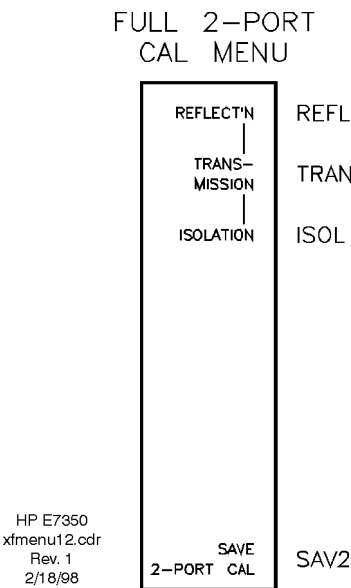 FULL 2-PORT
CAL MENU
REFLECT'N REFL
TRANS-
MISSION TRAN
ISOLATION ISOL
SAVE
2-PORT CAL SAV2
HP E7350
xfmenu12.cdr
Rev. 1
2/18/98